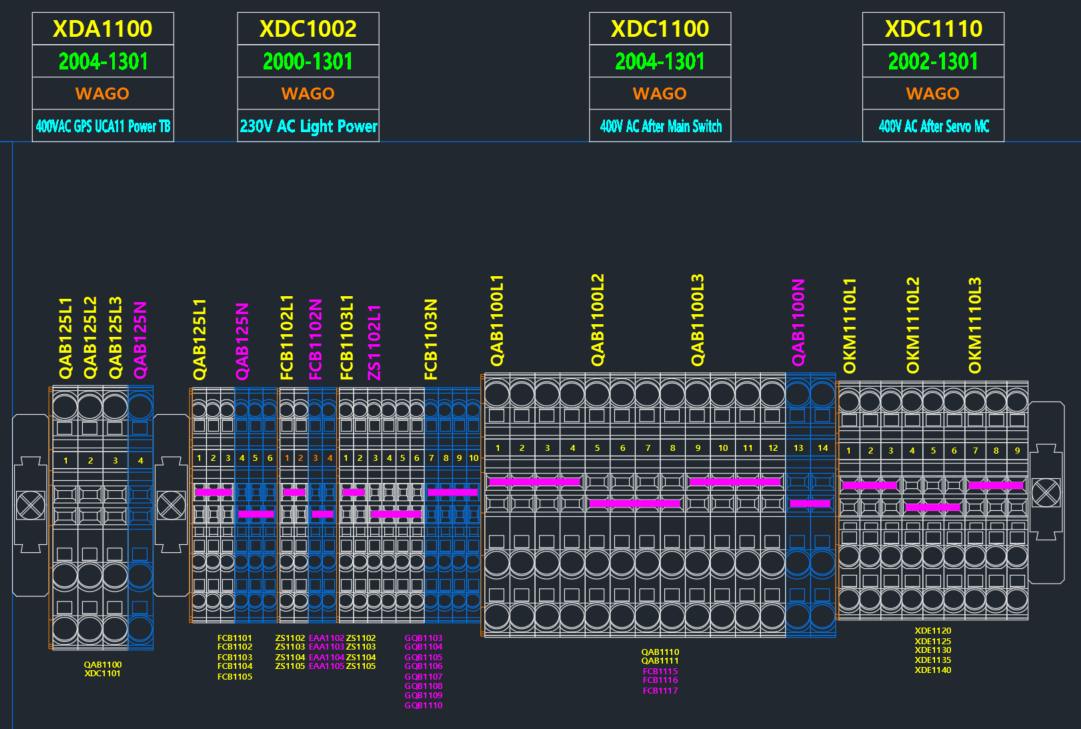 XDA1100
2004-1301
WAGO
400VAC GPS UCA11 Power TB
XDC1002
2000-1301
WAGO
230V AC Light Power
XDC1100
2004-1301
WAGO
400V AC After Main Switch
XDC1110
2002-1301
WAGO
400V AC After Servo MC
QAB125L1
QAB125L2
QAB125L3
QAB125N
QAB125L1
QAB125N
FCB1102L1
FCB1102N
FCB1103L1
ZS1102L1
FCB1103N
QAB1100L1
QAB1100L2
QAB1100L3
QAB1100N
OKM1110L1
OKM1110L2
OKM1110L3
1 2 3 4
1 2 3 4 5 6
1 2 3 4
1 2 3 4 5 6 7 8 9 10
1 2 3 4 5 6 7 8 9 10 11 12 13 14
1 2 3 4 5 6 7 8 9
QAB1100
XDC1101
FCB1101
FCB1102
FCB1103
FCB1104
FCB1105
ZS1102 EAA1102 ZS1102
ZS1103 EAA1103 ZS1103
ZS1104 EAA1104 ZS1104
ZS1105 EAA1105 ZS1105
GQB1103
GQB1104
GQB1105
GQB1106
GQB1107
GQB1108
GQB1109
GQB1110
QAB1110
QAB1111
FCB1115
FCB1116
FCB1117
XDE1120
XDE1125
XDE1130
XDE1135
XDE1140